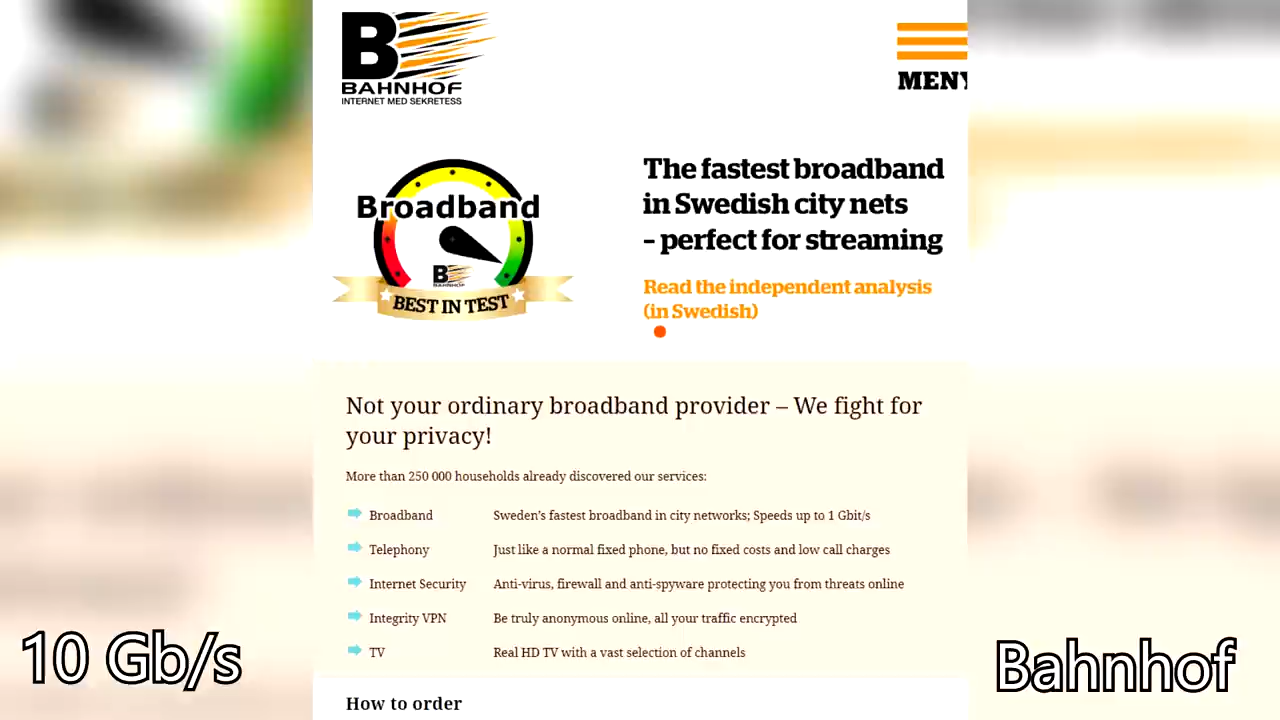 B
BAHNHOF
INTERNET MED SEKRETESS
MENY
Broadband
B
BAHNHOF
BEST IN TEST
The fastest broadband
in Swedish city nets
– perfect for streaming
Read the independent analysis
(in Swedish)
Not your ordinary broadband provider – We fight for
your privacy!
More than 250 000 households already discovered our services:
Broadband Sweden's fastest broadband in city networks; Speeds up to 1 Gbit/s
Telephony Just like a normal fixed phone, but no fixed costs and low call charges
Internet Security Anti-virus, firewall and anti-spyware protecting you from threats online
Integrity VPN Be truly anonymous online, all your traffic encrypted
TV Real HD TV with a vast selection of channels
How to order
10 Gb/s
Bahnhof